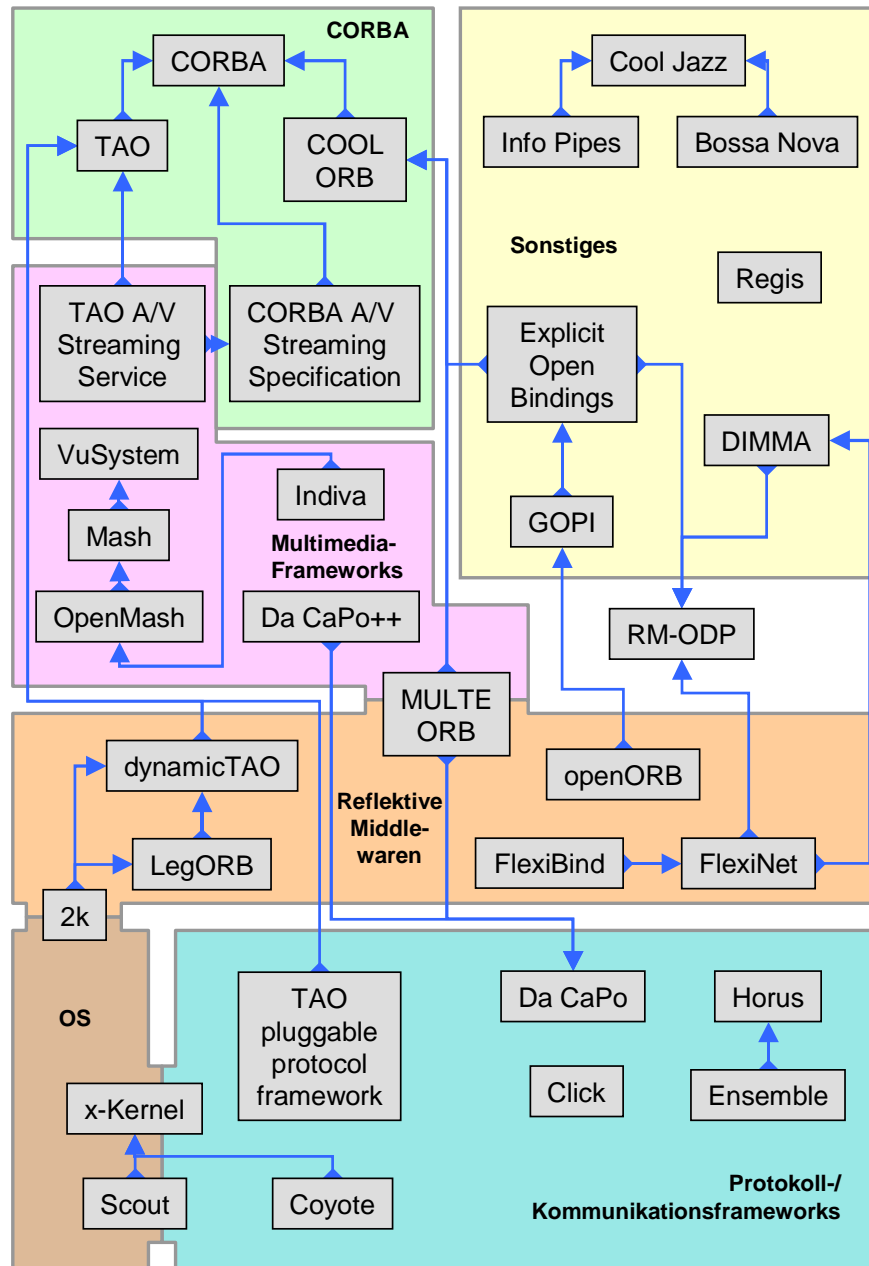 CORBA
CORBA
Cool Jazz
TAO
COOL
ORB
Info Pipes
Bossa Nova
Sonstiges
Regis
TAO A/V
Streaming
Service
CORBA A/V
Streaming
Specification
Explicit
Open
Bindings
DIMMA
VuSystem
Indiva
GOPI
Mash
Multimedia-
Frameworks
OpenMash
Da CaPo++
RM-ODP
MULTE
ORB
dynamicTAO
openORB
Reflektive
Middle-
waren
LegORB
FlexiBind
FlexiNet
2k
OS
TAO
pluggable
protocol
framework
Da CaPo
Horus
Click
Ensemble
x-Kernel
Scout
Coyote
Protokoll-/
Kommunikationsframeworks